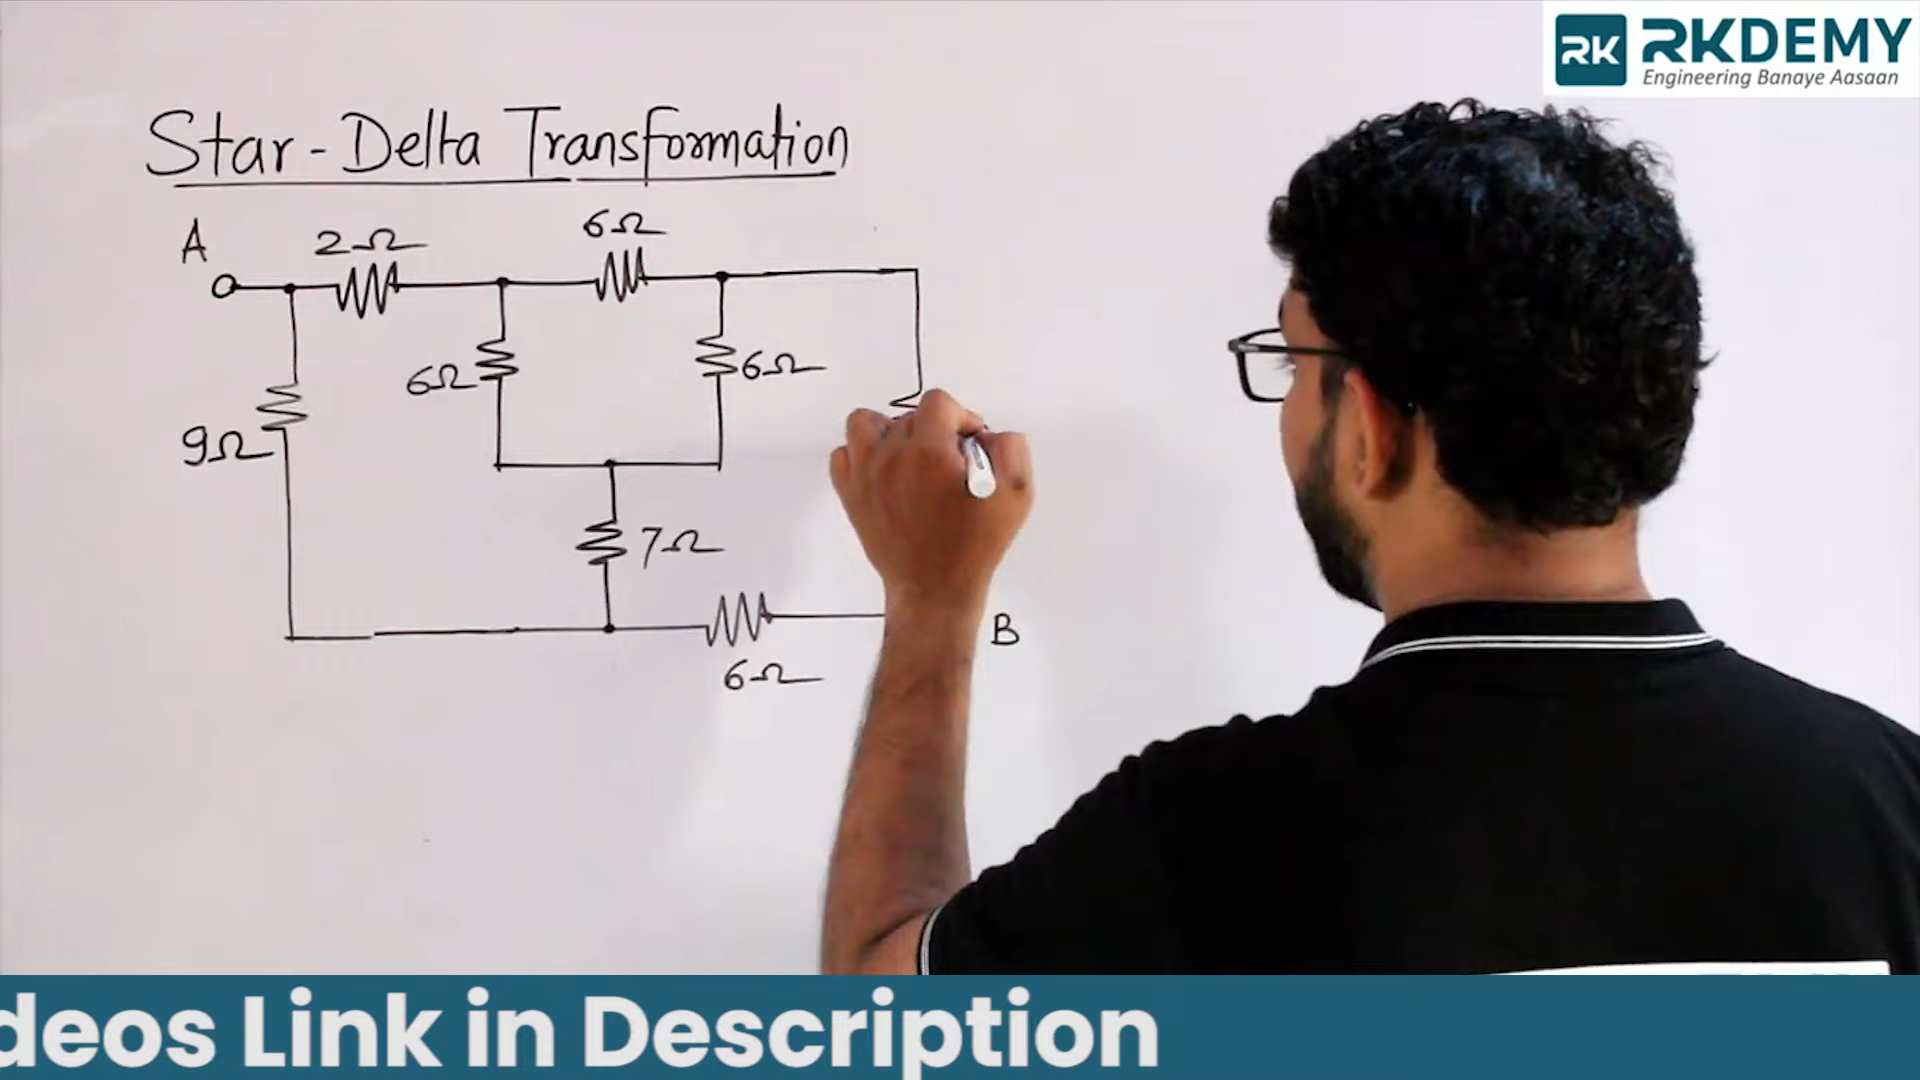 RK RKDEMY
Engineering Banaye Aasaan
Star-Delta Transformation
A
2Ω
6Ω
6Ω
6Ω
9Ω
7Ω
6Ω
B
deos Link in Description